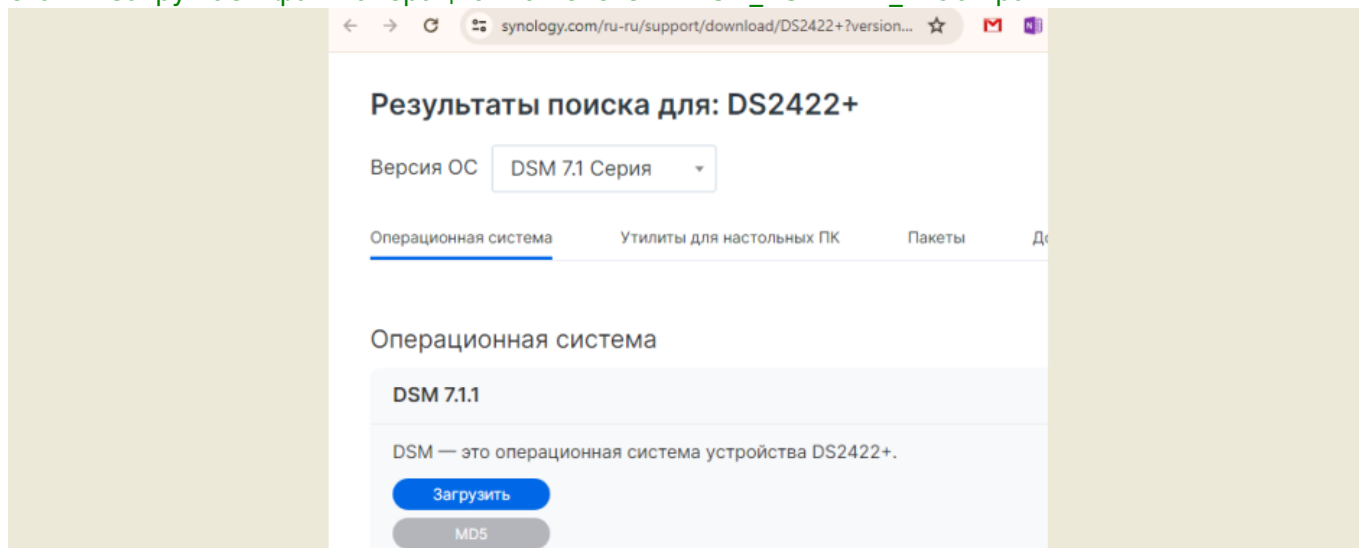 synology.com/ru-ru/support/download/DS2422+?version...
Результаты поиска для: DS2422+
Версия ОС DSM 7.1 Серия
Операционная система Утилиты для настольных ПК Пакеты
Операционная система
DSM 7.1.1
DSM — это операционная система устройства DS2422+.
Загрузить
MD5